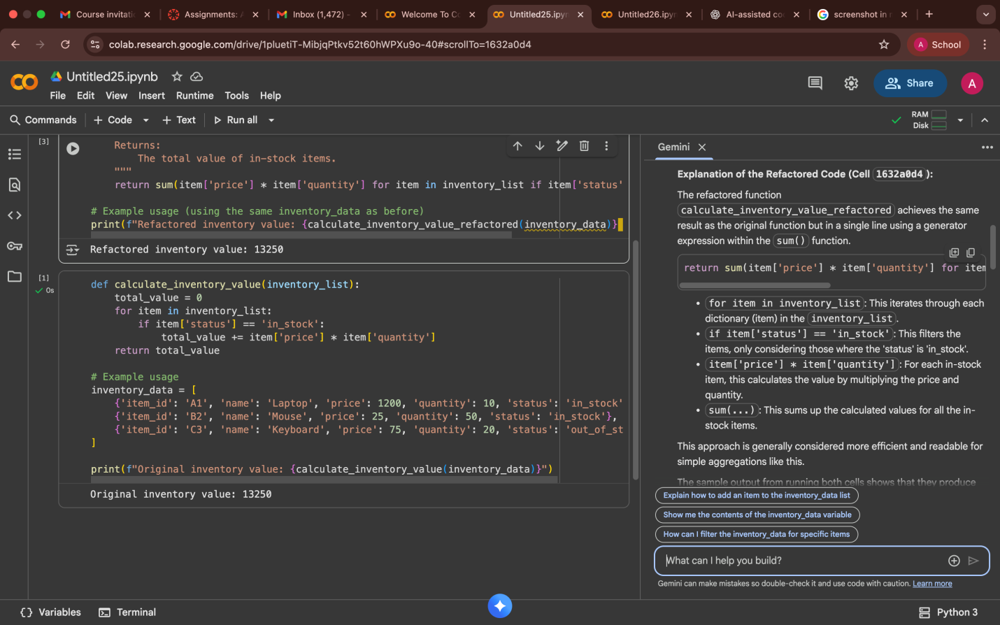 Course invitatio
Assignments: A
Inbox (1,472) -
Welcome To Co
Untitled25.ipyn
Untitled26.ipyn
AI-assisted co
screenshot in
colab.research.google.com/drive/1pluetiT-MibjqPtkv52t60hWPXu9o-40#scrollTo=1632a0d4
A School
Untitled25.ipynb
File Edit View Insert Runtime Tools Help
Share
A
Commands + Code + Text Run all
RAM
Disk
[3]
Returns:
The total value of in-stock items.
"""
return sum(item['price'] * item['quantity'] for item in inventory_list if item['status'
# Example usage (using the same inventory_data as before)
print(f"Refactored inventory value: {calculate_inventory_value_refactored(inventory_data)}
Refactored inventory value: 13250
[1]
0s
def calculate_inventory_value(inventory_list):
total_value = 0
for item in inventory_list:
if item['status'] == 'in_stock':
total_value += item['price'] * item['quantity']
return total_value
# Example usage
inventory_data = [
{'item_id': 'A1', 'name': 'Laptop', 'price': 1200, 'quantity': 10, 'status': 'in_stock'
{'item_id': 'B2', 'name': 'Mouse', 'price': 25, 'quantity': 50, 'status': 'in_stock'},
{'item_id': 'C3', 'name': 'Keyboard', 'price': 75, 'quantity': 20, 'status': 'out_of_st
]
print(f"Original inventory value: {calculate_inventory_value(inventory_data)}")
Original inventory value: 13250
Gemini
Explanation of the Refactored Code (Cell 1632a0d4):
The refactored function
calculate_inventory_value_refactored achieves the same
result as the original function but in a single line using a generator
expression within the sum() function.
return sum(item['price'] * item['quantity'] for item
• for item in inventory_list: This iterates through each
dictionary (item) in the inventory_list.
• if item['status'] == 'in_stock': This filters the
items, only considering those where the 'status' is 'in_stock'.
• item['price'] * item['quantity']: For each in-stock
item, this calculates the value by multiplying the price and
quantity.
• sum(...): This sums up the calculated values for all the in-
stock items.
This approach is generally considered more efficient and readable for
simple aggregations like this.
The sample output from running both cells shows that they produce
Explain how to add an item to the inventory_data list
Show me the contents of the inventory_data variable
How can I filter the inventory_data for specific items
What can I help you build?
Gemini can make mistakes so double-check it and use code with caution. Learn more
Variables Terminal
Python 3